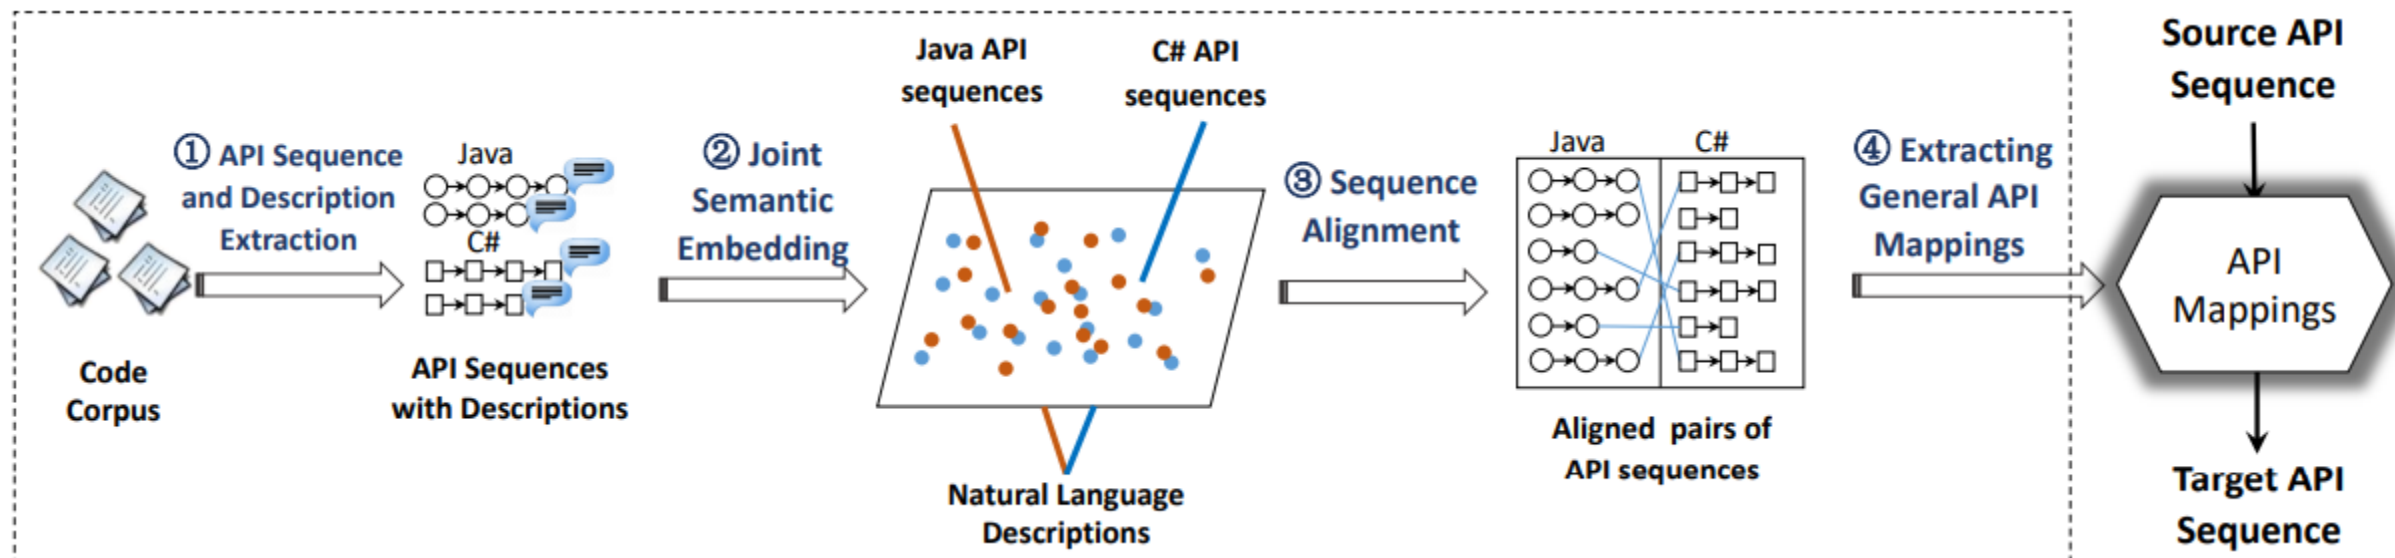 ① API Sequence
and Description
Extraction
Code
Corpus
Java
C#
API Sequences
with Descriptions
② Joint
Semantic
Embedding
Java API
sequences
C# API
sequences
Natural Language
Descriptions
③ Sequence
Alignment
Java
C#
Aligned pairs of
API sequences
④ Extracting
General API
Mappings
Source API
Sequence
API
Mappings
Target API
Sequence